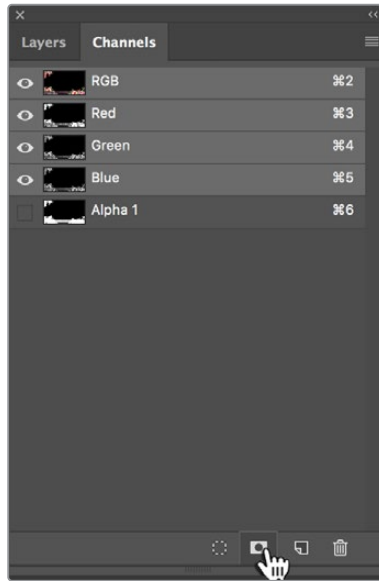 Layers Channels
RGB ⌘2
Red ⌘3
Green ⌘4
Blue ⌘5
Alpha 1 ⌘6